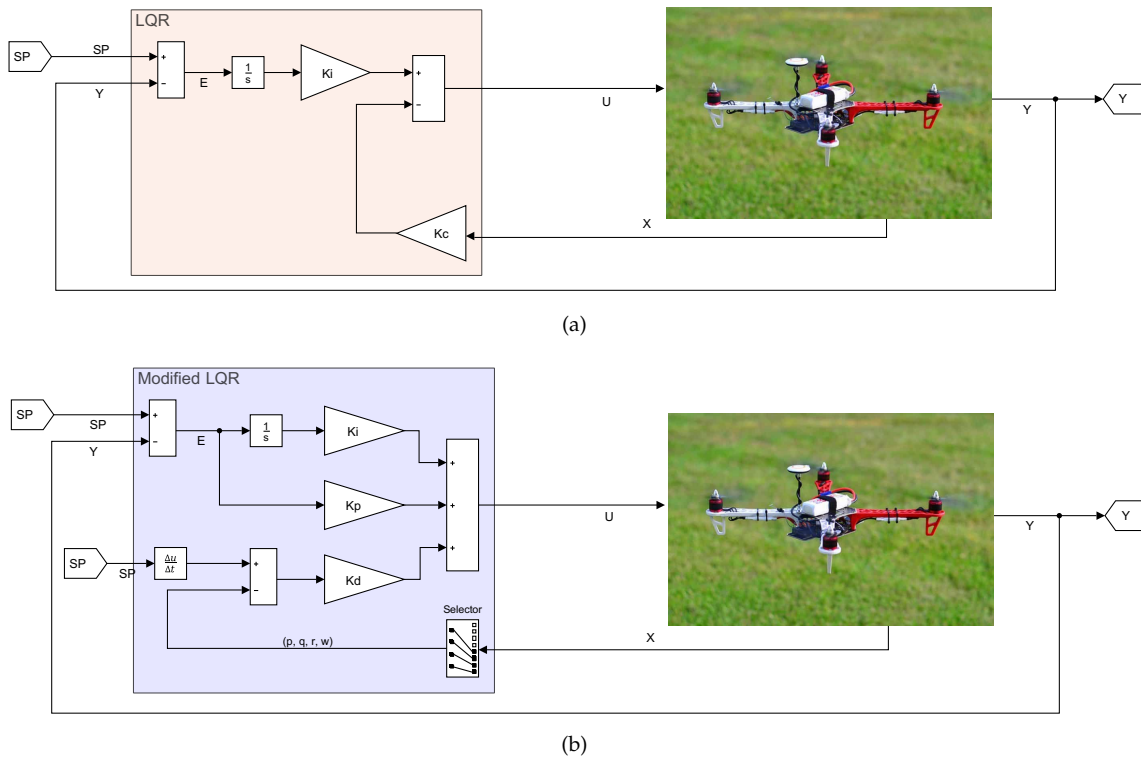 LQR
SP
SP
+
-
Y
E
1
s
Ki
+
-
U
Y
Y
Kc
X
(a)
Modified LQR
SP
SP
+
-
Y
E
1
s
Ki
+
Kp
+
U
Y
Y
SP
SP
Δu
Δt
+
-
Kd
+
Selector
(p, q, r, w)
X
(b)